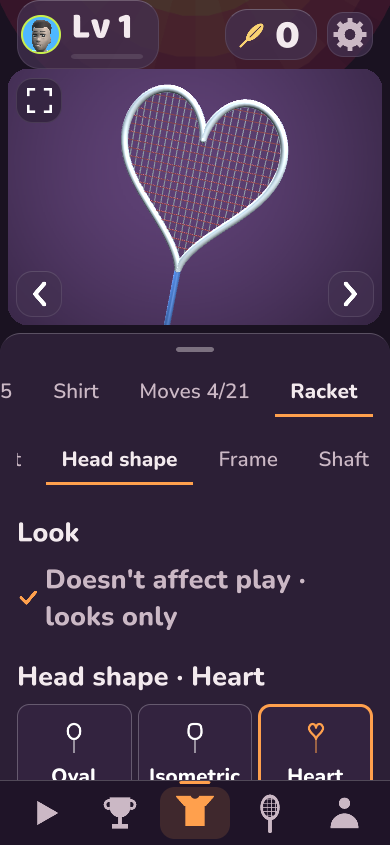 Lv 1
0
5
Shirt
Moves 4/21
Racket
t
Head shape
Frame
Shaft
Look
Doesn't affect play ·
looks only
Head shape · Heart
Oval
Isometric
Heart